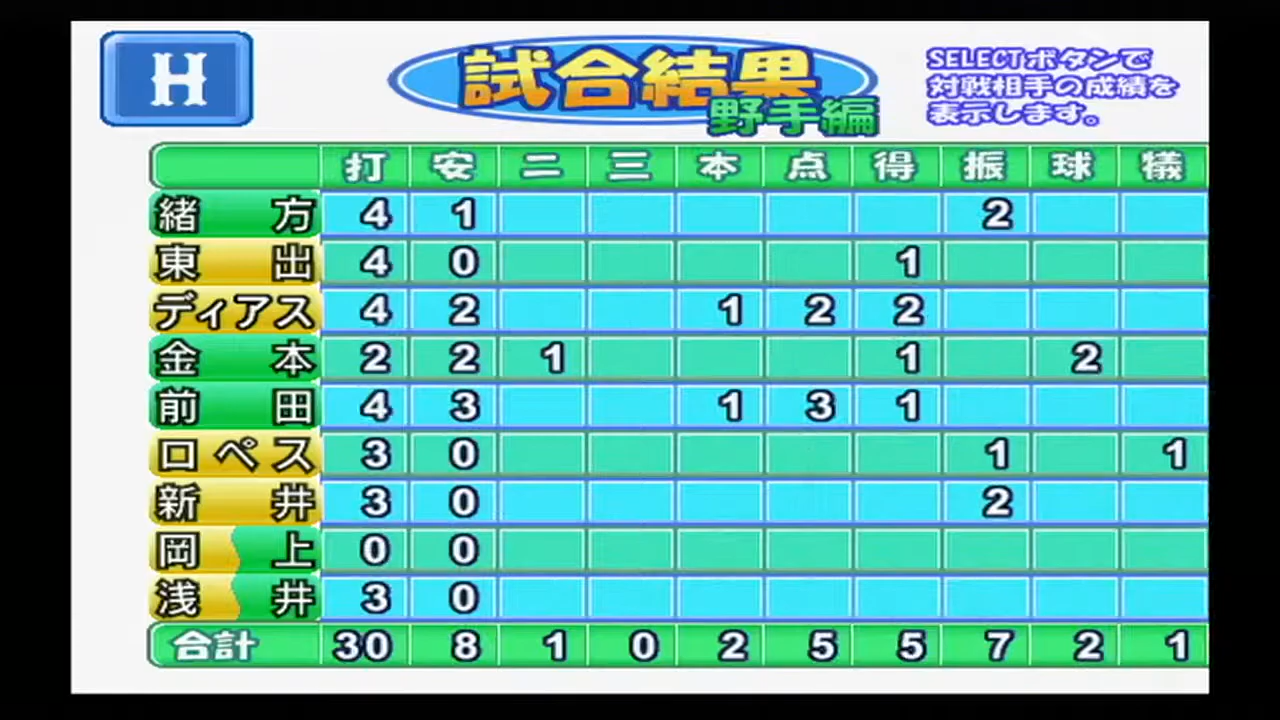 H
試合結果
野手編
SELECTボタンで
対戦相手の成績を
表示します。
打 安 二 三 本 点 得 振 球 犠
緒方 4 1 2
東出 4 0 1
ディアス 4 2 1 2 2
金本 2 2 1 1 2
前田 4 3 1 3 1
ロペス 3 0 1 1
新井 3 0 2
岡上 0 0
浅井 3 0
合計 30 8 1 0 2 5 5 7 2 1